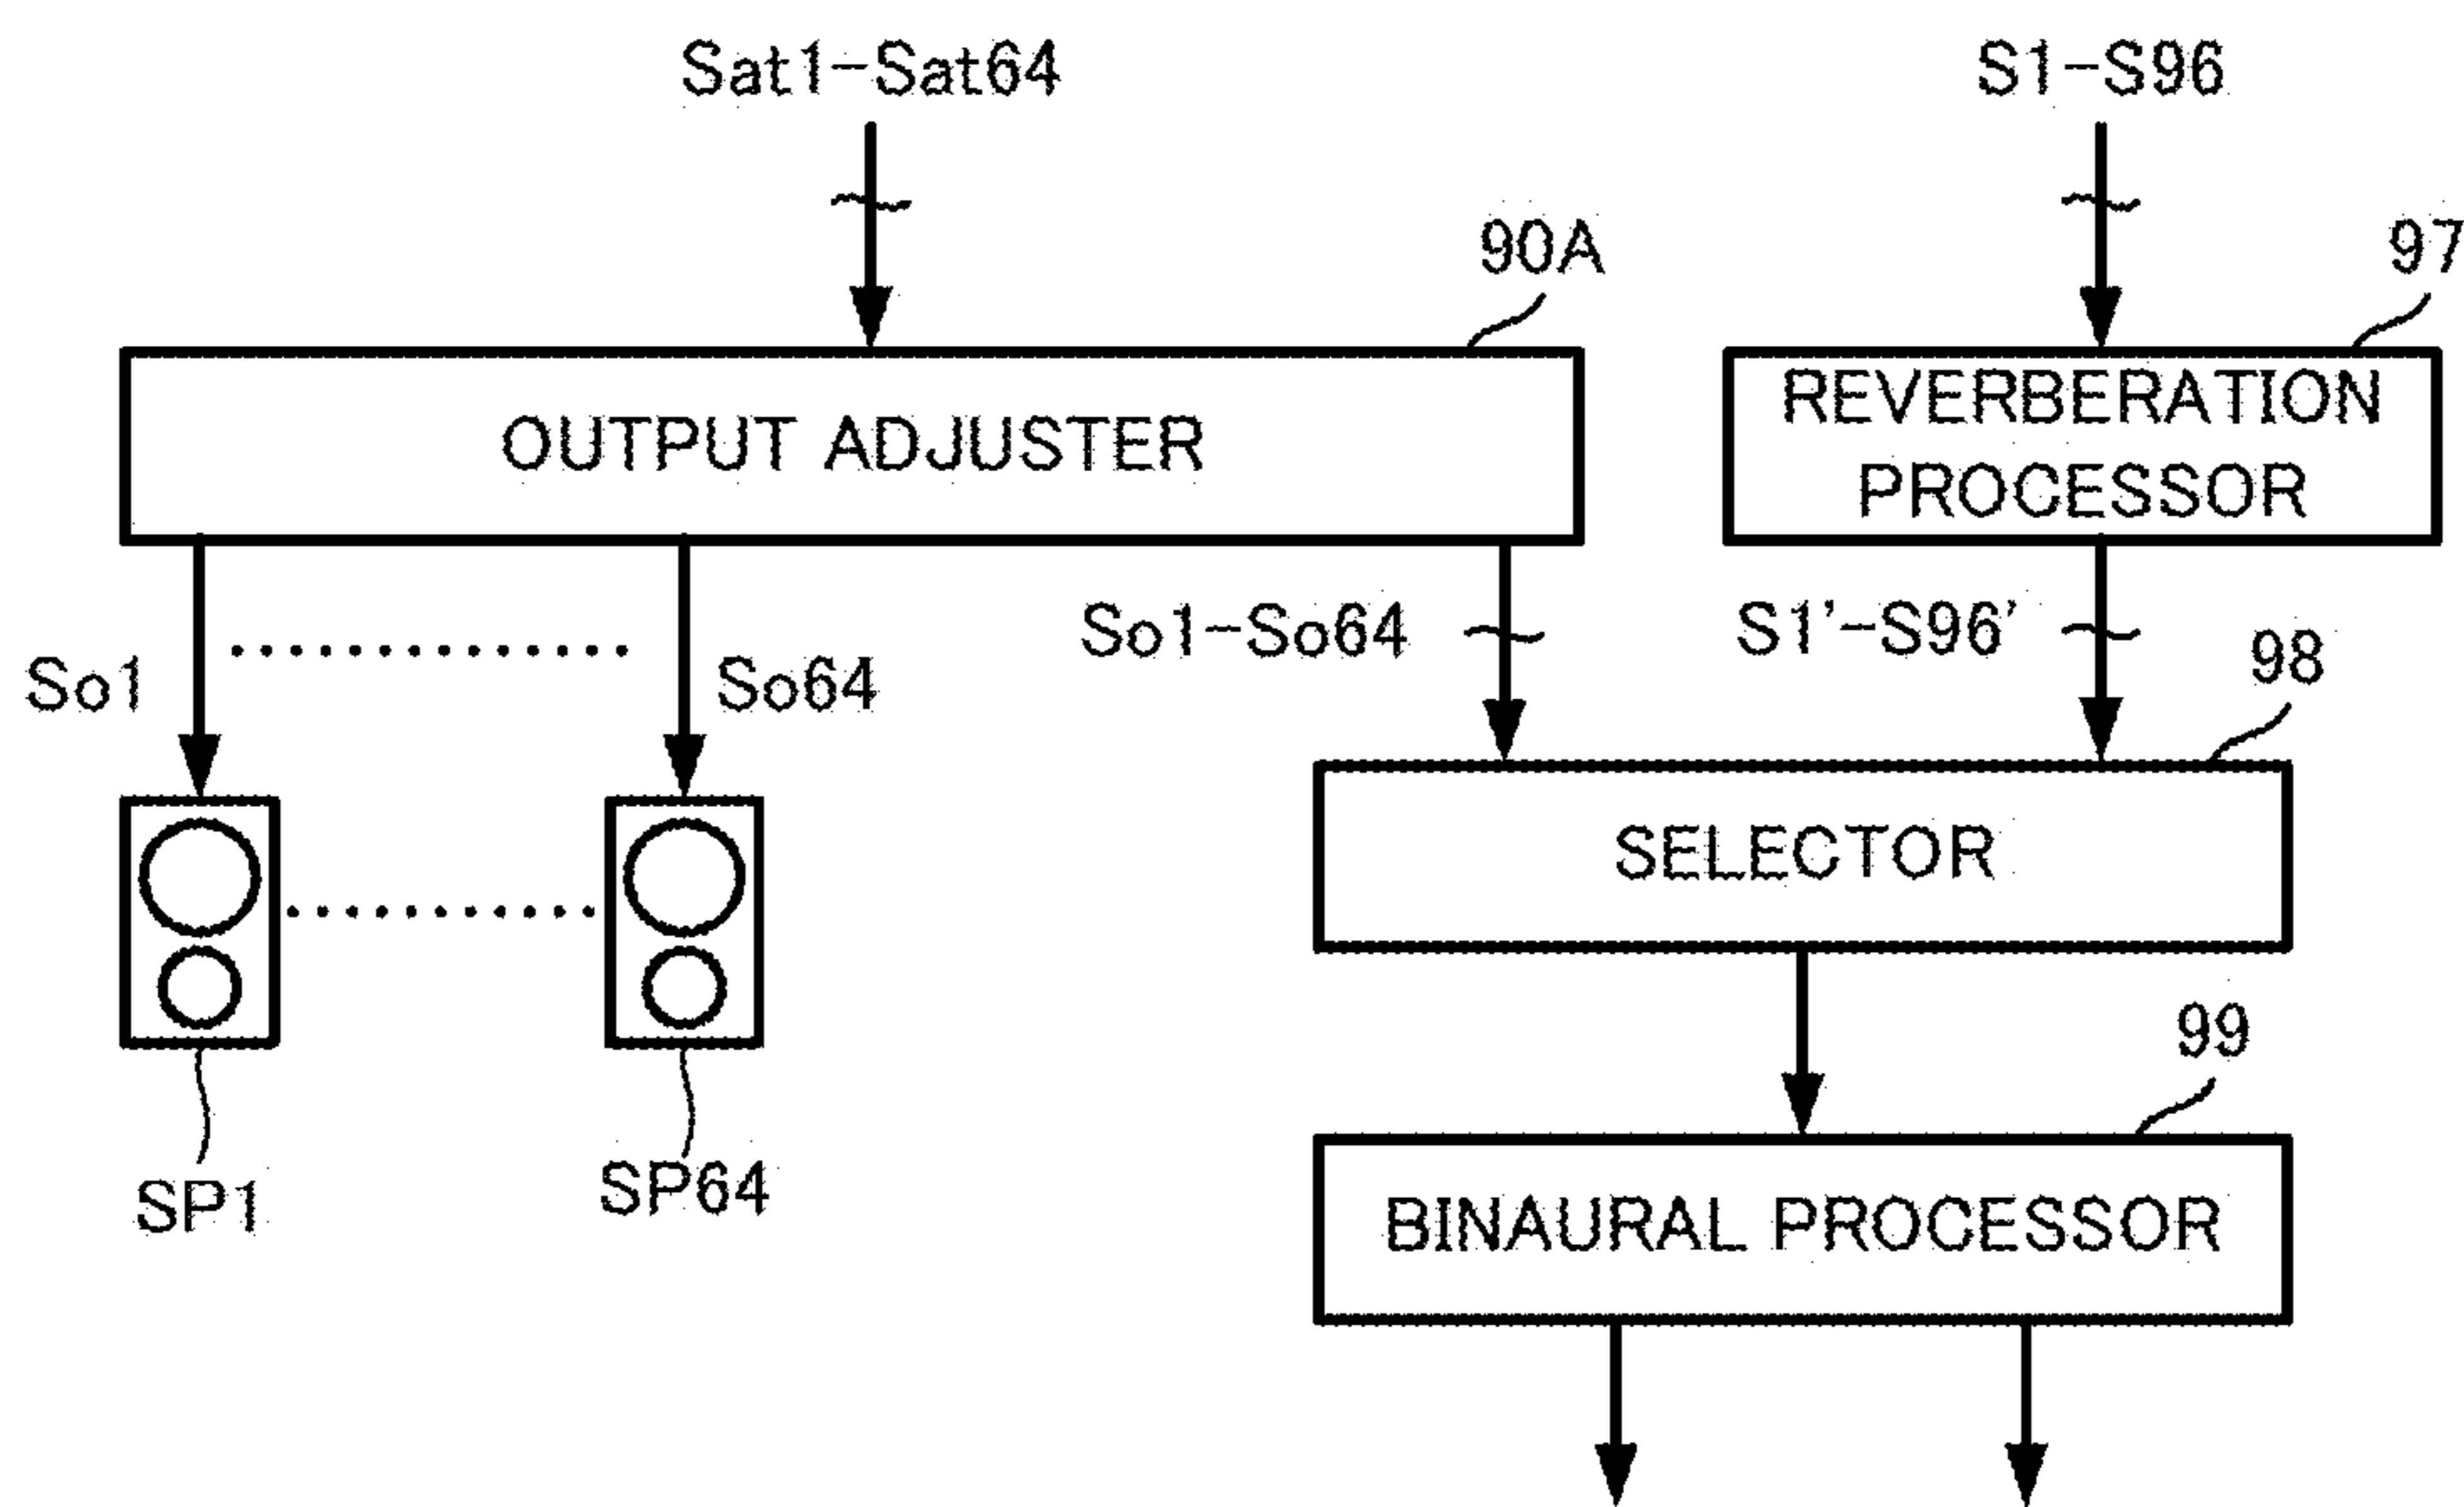 Sat1-Sat64
S1-S96
90A
97
OUTPUT ADJUSTER
REVERBERATION
PROCESSOR
So1
So64
So1-So64
S1'-S96'
98
SELECTOR
99
SP1
SP64
BINAURAL PROCESSOR